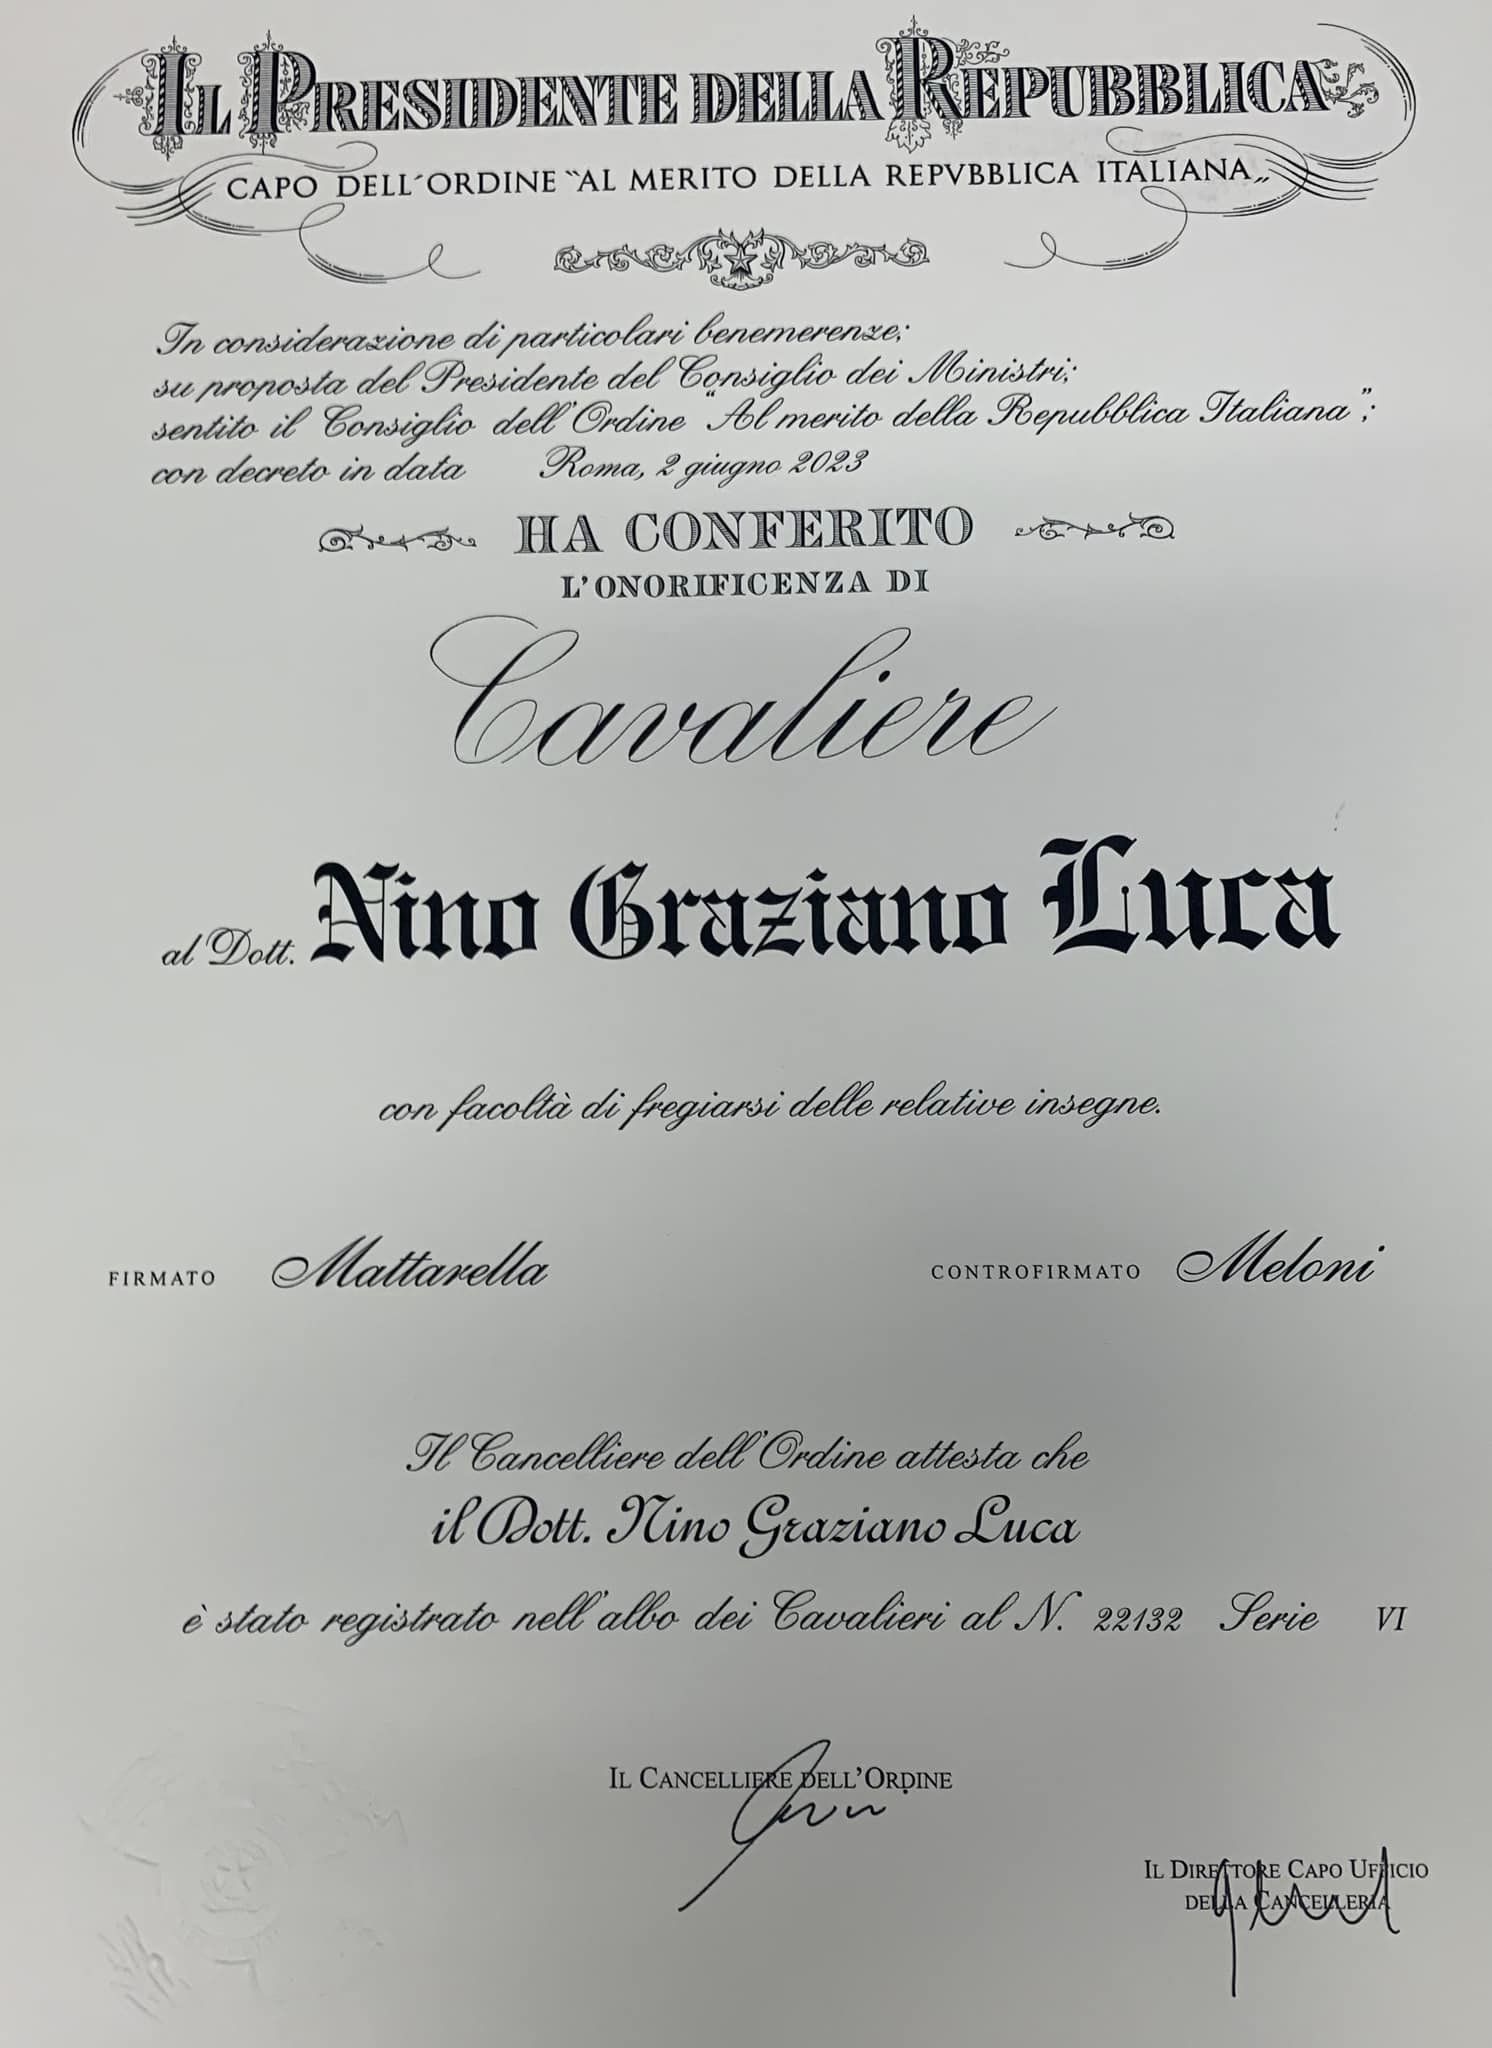 IL PRESIDENTE DELLA REPUBBLICA
CAPO DELL'ORDINE "AL MERITO DELLA REPVBBLICA ITALIANA„
In considerazione di particolari benemerenze;
su proposta del Presidente del Consiglio dei Ministri;
sentito il Consiglio dell'Ordine "Al merito della Repubblica Italiana";
con decreto in data Roma, 2 giugno 2023
HA CONFERITO
L'ONORIFICENZA DI
Cavaliere
al Dott. Nino Graziano Luca
con facoltà di fregiarsi delle relative insegne.
FIRMATO Mattarella CONTROFIRMATO Meloni
Il Cancelliere dell'Ordine attesta che
il Dott. Nino Graziano Luca
è stato registrato nell'albo dei Cavalieri al N. 22132 Serie VI
IL CANCELLIERE DELL'ORDINE
IL DIRETTORE CAPO UFFICIO
DELLA CANCELLERIA